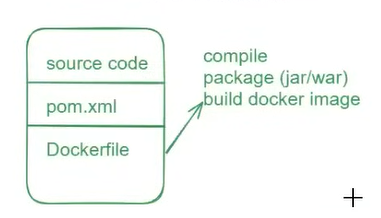 source code
pom.xml
Dockerfile
compile
package (jar/war)
build docker image